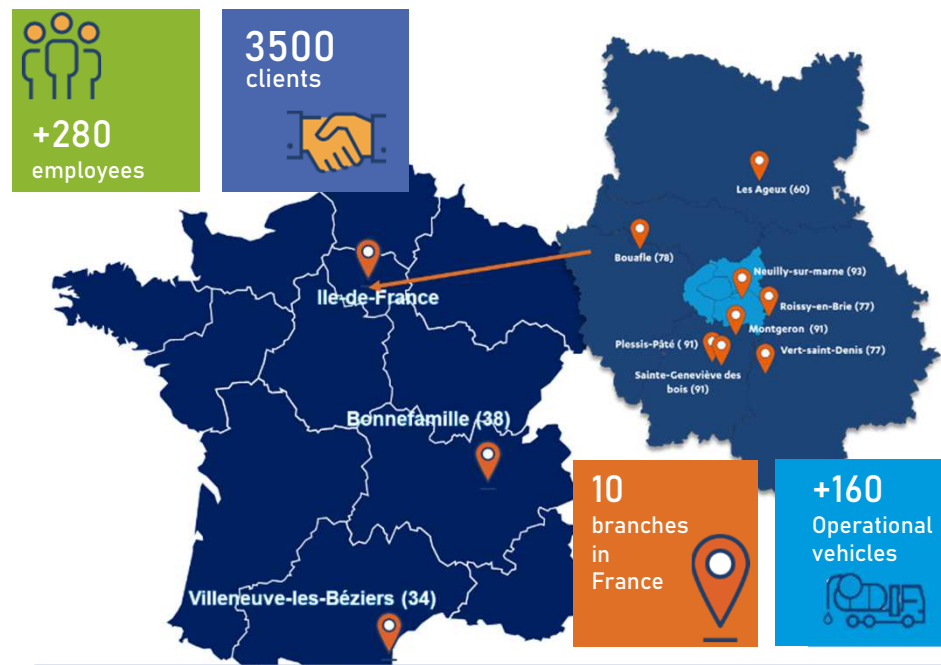 +280
employees
3500
clients
Les Ageux (60)
Bouafle (78)
Neuilly-sur-marne (93)
Roissy-en-Brie (77)
Montgeron (91)
Plessis-Pâté ( 91)
Vert-saint-Denis (77)
Sainte-Geneviève des
bois (91)
Ile-de-France
Bonnefamille (38)
Villeneuve-les-Béziers (34)
10
branches
in
France
+160
Operational
vehicles